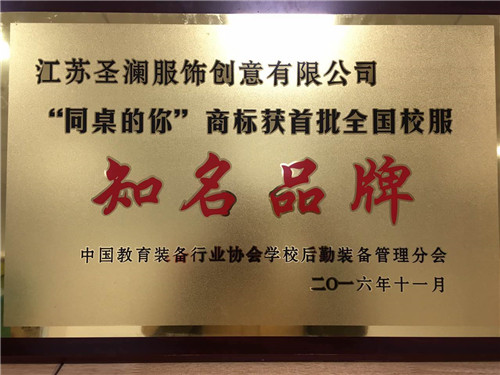 江苏圣澜服饰创意有限公司
“同桌的你”商标获首批全国校服
知名品牌
中国教育装备行业协会学校后勤装备管理分会
二〇一六年十一月